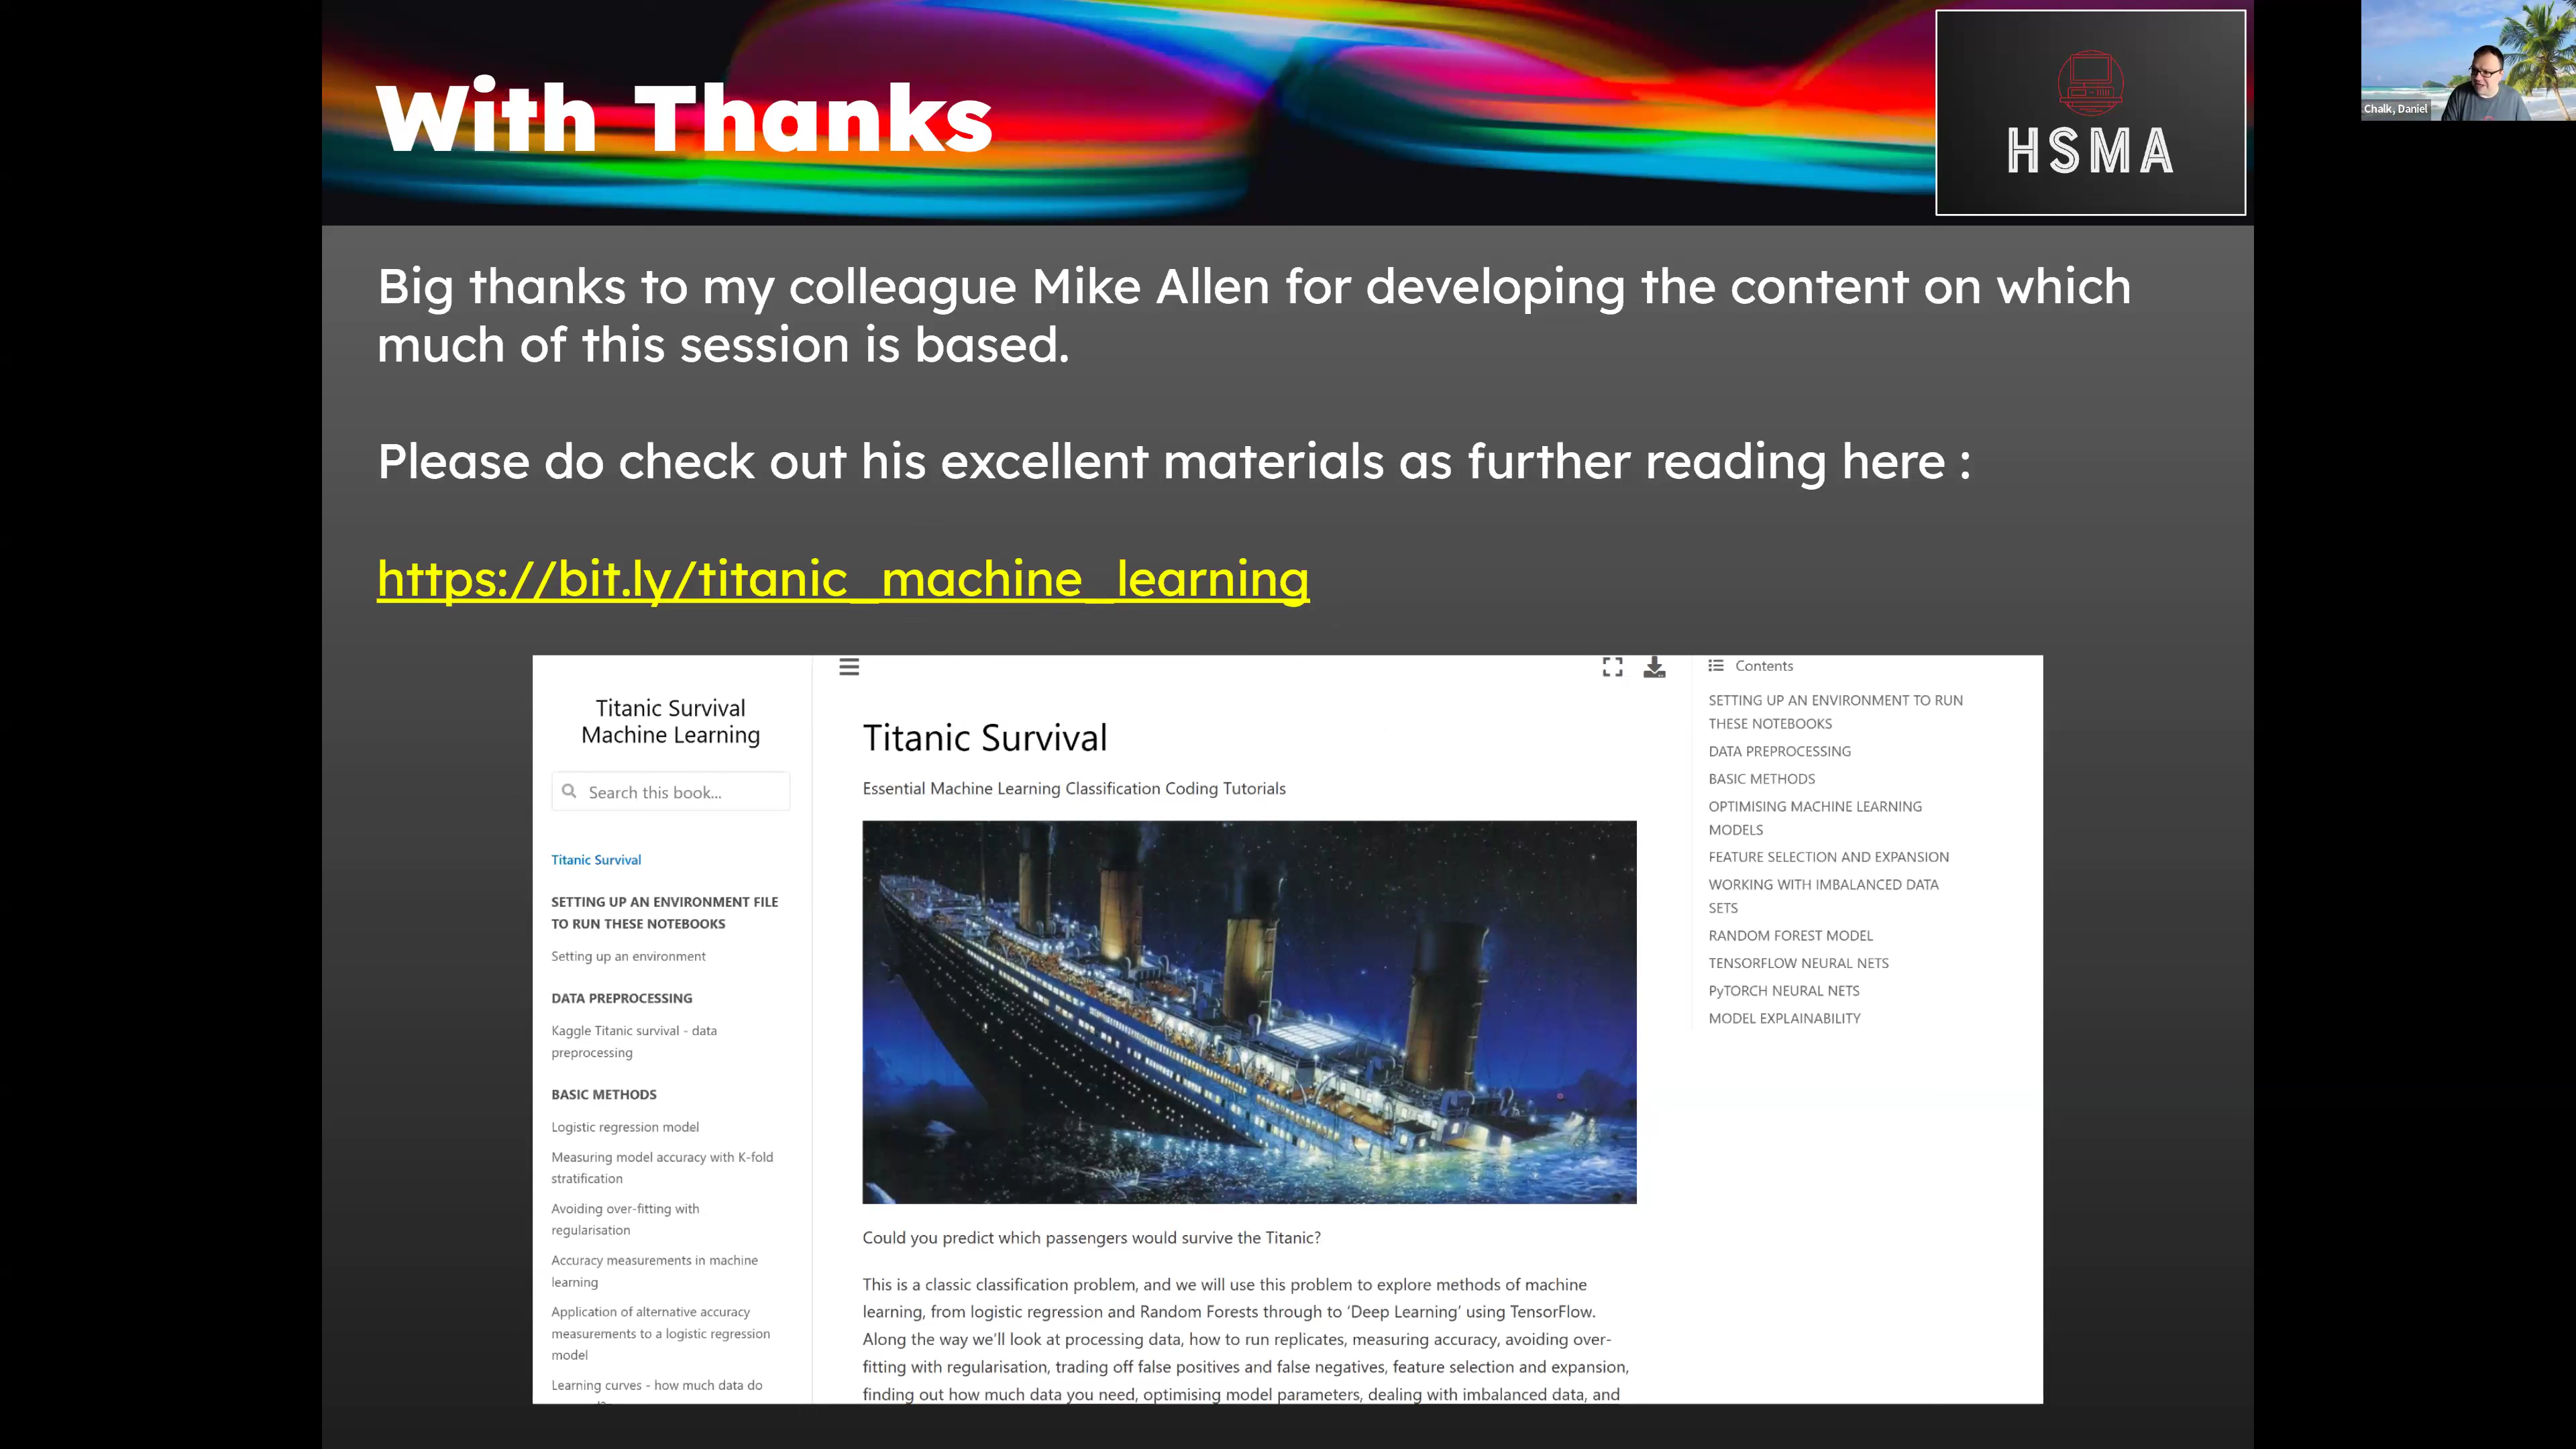 With Thanks
HSMA
Chalk, Daniel
Big thanks to my colleague Mike Allen for developing the content on which
much of this session is based.
Please do check out his excellent materials as further reading here :
https://bit.ly/titanic_machine_learning
Titanic Survival
Machine Learning
Search this book...
Titanic Survival
SETTING UP AN ENVIRONMENT FILE
TO RUN THESE NOTEBOOKS
Setting up an environment
DATA PREPROCESSING
Kaggle Titanic survival - data
preprocessing
BASIC METHODS
Logistic regression model
Measuring model accuracy with K-fold
stratification
Avoiding over-fitting with
regularisation
Accuracy measurements in machine
learning
Application of alternative accuracy
measurements to a logistic regression
model
Learning curves - how much data do
Titanic Survival
Essential Machine Learning Classification Coding Tutorials
Could you predict which passengers would survive the Titanic?
This is a classic classification problem, and we will use this problem to explore methods of machine
learning, from logistic regression and Random Forests through to ‘Deep Learning’ using TensorFlow.
Along the way we’ll look at processing data, how to run replicates, measuring accuracy, avoiding over-
fitting with regularisation, trading off false positives and false negatives, feature selection and expansion,
finding out how much data you need, optimising model parameters, dealing with imbalanced data, and
Contents
SETTING UP AN ENVIRONMENT TO RUN
THESE NOTEBOOKS
DATA PREPROCESSING
BASIC METHODS
OPTIMISING MACHINE LEARNING
MODELS
FEATURE SELECTION AND EXPANSION
WORKING WITH IMBALANCED DATA
SETS
RANDOM FOREST MODEL
TENSORFLOW NEURAL NETS
PyTORCH NEURAL NETS
MODEL EXPLAINABILITY